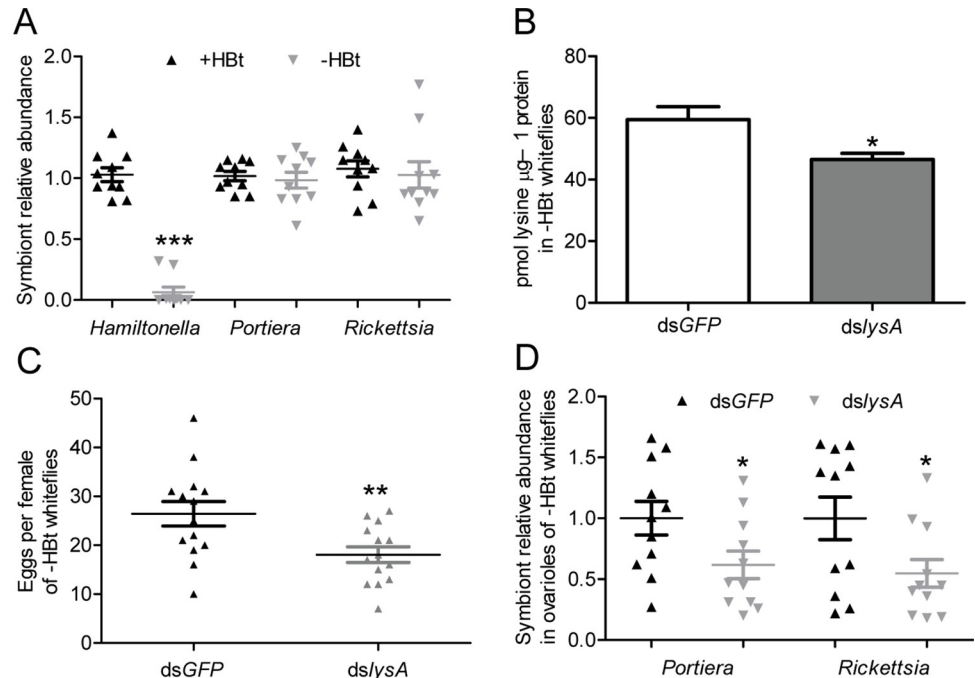 A
▲ +HBt ▼ -HBt
Symbiont relative abundance
2.0
1.5
1.0
0.5
0.0
***
Hamiltonella Portiera Rickettsia
B
pmol lysine µg− 1 protein
in -HBt whiteflies
80
60
40
20
0
*
dsGFP dslysA
C
Eggs per female
of -HBt whiteflies
50
40
30
20
10
0
**
dsGFP dslysA
D
▲ dsGFP ▼ dslysA
Symbiont relative abundance
in ovarioles of -HBt whiteflies
2.0
1.5
1.0
0.5
0.0
* *
Portiera Rickettsia